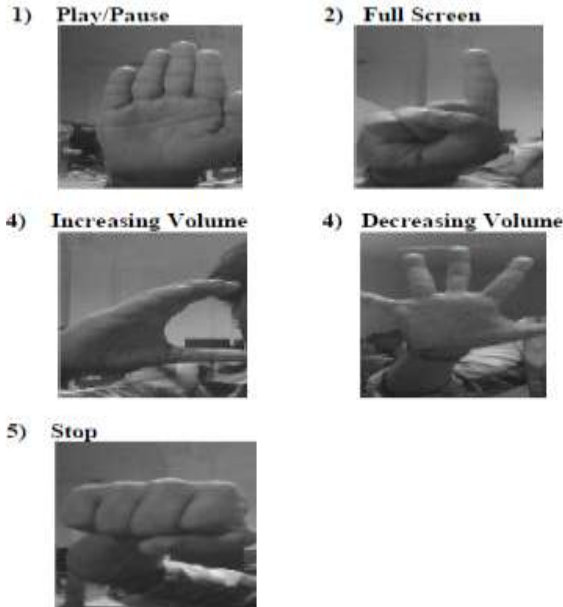 1) Play/Pause
2) Full Screen
4) Increasing Volume
4) Decreasing Volume
5) Stop